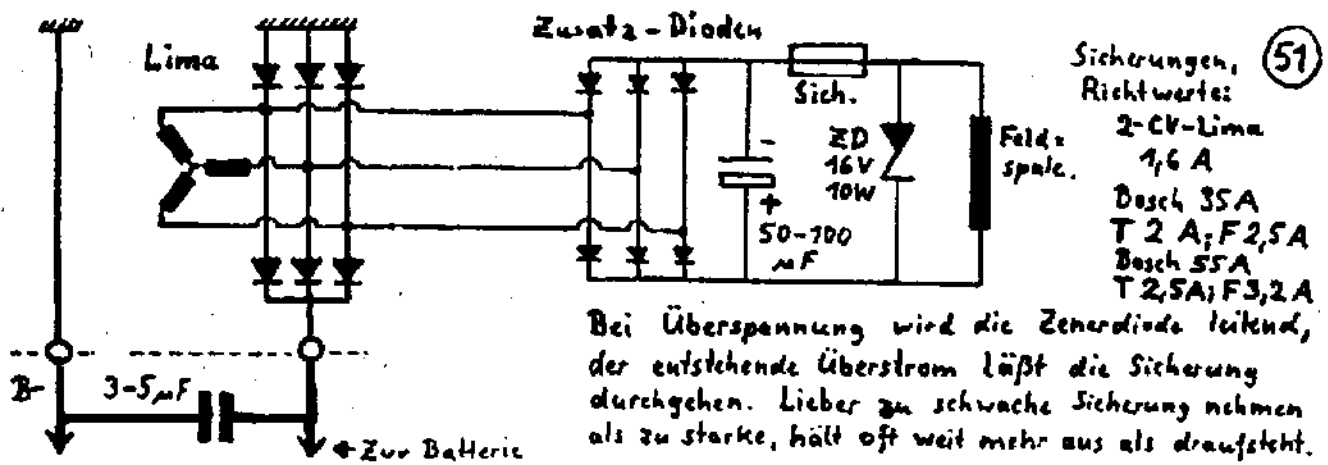 Zusatz-Dioden
Lima
Sich.
ZD
16V
10W
-
+
50-100
µF
Feld=
spule.
Sicherungen,
Richtwerte:
51
2-CV-Lima
1,6 A
Bosch 35A
T 2 A; F 2,5A
Bosch 55A
T 2,5A; F 3,2A
B-
3-5µF
Zur Batterie
Bei Überspannung wird die Zenerdiode leitend,
der entstehende Überstrom läßt die Sicherung
durchgehen. Lieber zu schwache Sicherung nehmen
als zu starke, hält oft weit mehr aus als draufsteht.